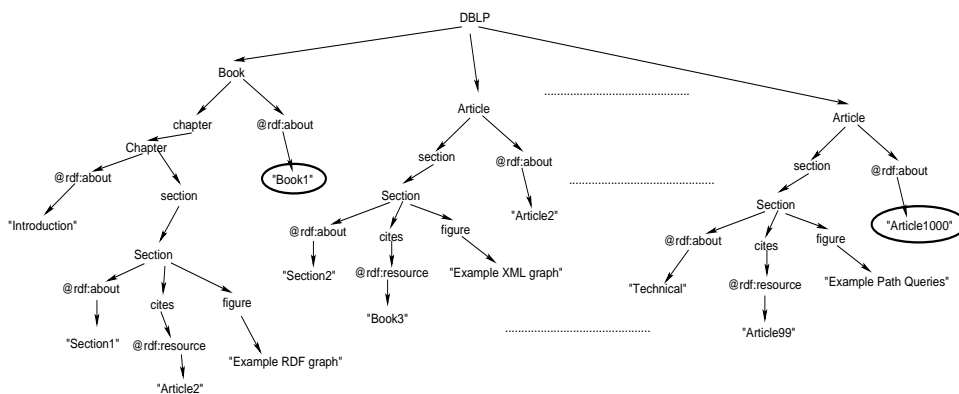 DBLP
Book
Article
Article
chapter
@rdf:about
Chapter
section
@rdf:about
section
@rdf:about
@rdf:about
section
"Book1"
"Introduction"
Section
"Article2"
Section
"Article1000"
@rdf:about
cites
figure
@rdf:about
cites
figure
Section
"Section2"
@rdf:resource
"Example XML graph"
"Technical"
@rdf:resource
"Example Path Queries"
@rdf:about
cites
figure
"Book3"
"Article99"
"Section1"
@rdf:resource
"Example RDF graph"
"Article2"